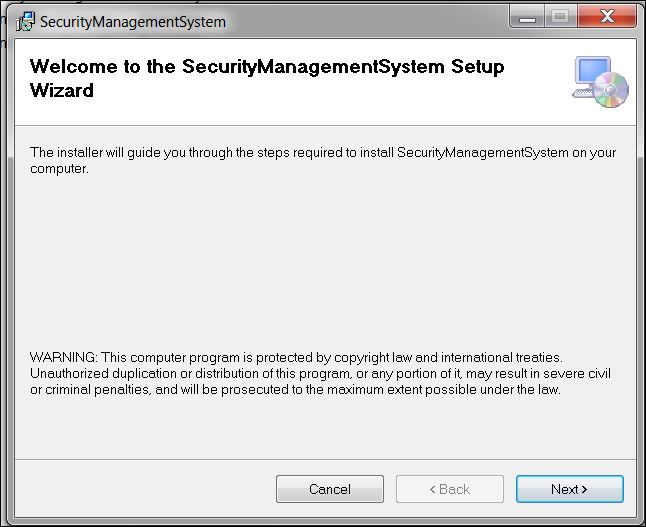 SecurityManagementSystem
Welcome to the SecurityManagementSystem Setup
Wizard
The installer will guide you through the steps required to install SecurityManagementSystem on your
computer.
WARNING: This computer program is protected by copyright law and international treaties.
Unauthorized duplication or distribution of this program, or any portion of it, may result in severe civil
or criminal penalties, and will be prosecuted to the maximum extent possible under the law.
Cancel
< Back
Next >